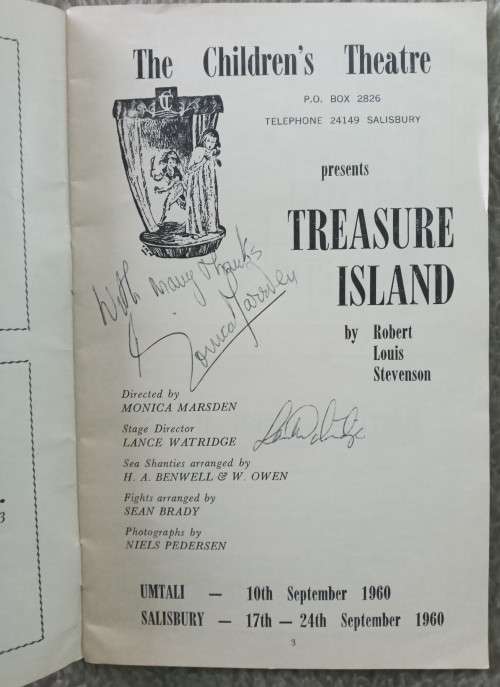 The Children's Theatre
P.O. BOX 2826
TELEPHONE 24149 SALISBURY
presents
TREASURE
ISLAND
by Robert
Louis
Stevenson
With many thanks
Monica Marsden
Directed by
MONICA MARSDEN
Stage Director
LANCE WATRIDGE
Sea Shanties arranged by
H. A. BENWELL & W. OWEN
Fights arranged by
SEAN BRADY
Photographs by
NIELS PEDERSEN
UMTALI — 10th September 1960
SALISBURY — 17th — 24th September 1960
3
3